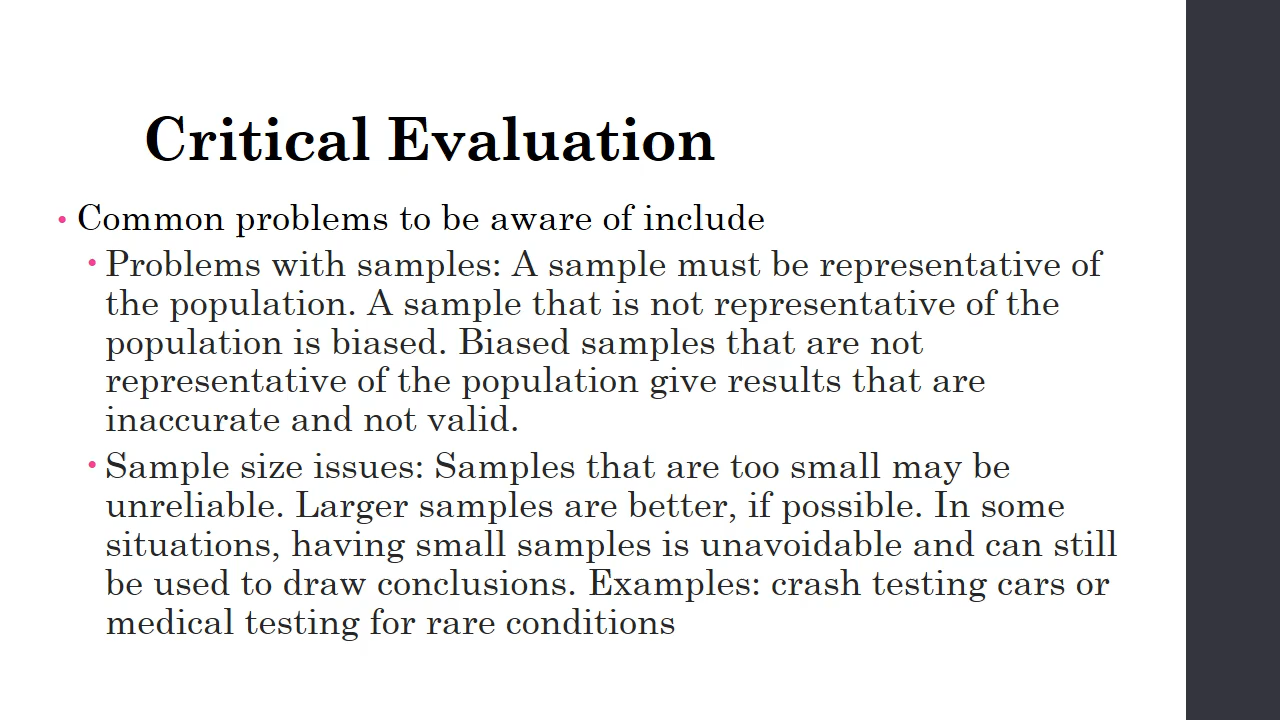 Critical Evaluation
• Common problems to be aware of include
• Problems with samples: A sample must be representative of
the population. A sample that is not representative of the
population is biased. Biased samples that are not
representative of the population give results that are
inaccurate and not valid.
• Sample size issues: Samples that are too small may be
unreliable. Larger samples are better, if possible. In some
situations, having small samples is unavoidable and can still
be used to draw conclusions. Examples: crash testing cars or
medical testing for rare conditions